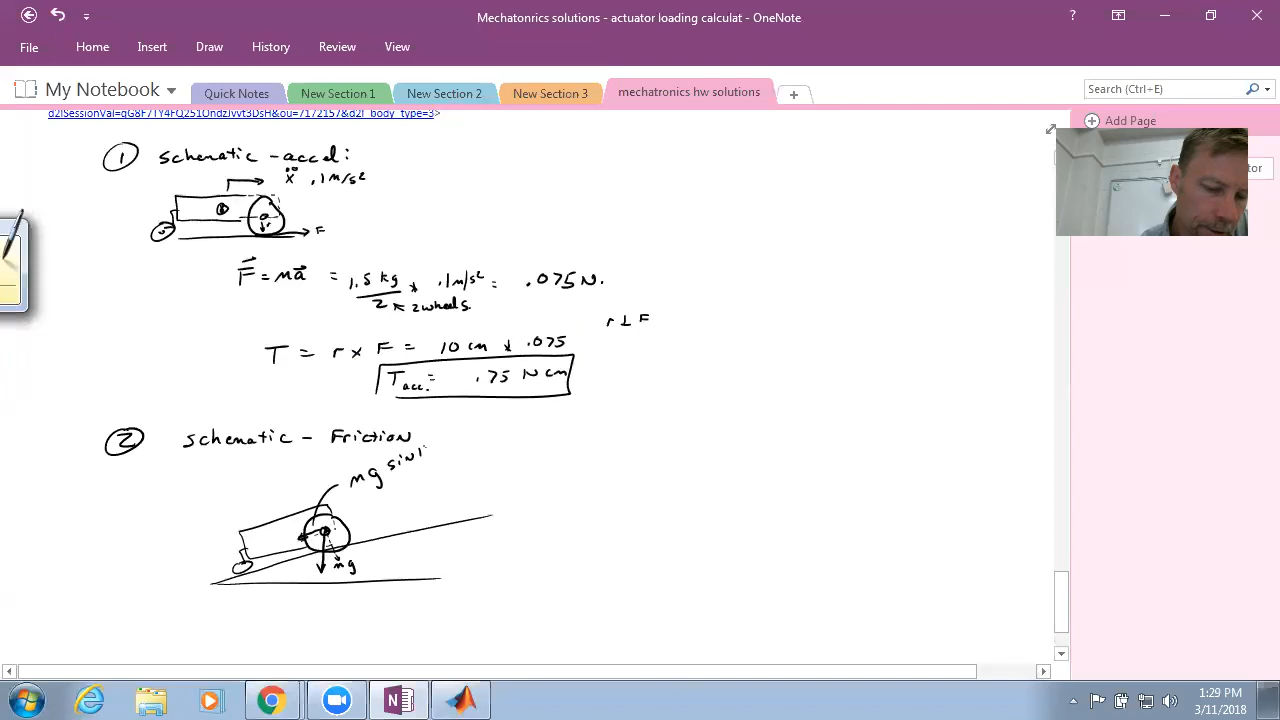 Mechatonrics solutions - actuator loading calculat - OneNote
?
File Home Insert Draw History Review View
My Notebook
Quick Notes
New Section 1
New Section 2
New Section 3
mechatronics hw solutions
Search (Ctrl+E)
Add Page
tor
① schematic - accel:
ẍ .1 m/s²
r
F
F = ma = 1.5 kg / 2 * .1 m/s² = .075 N.
2 wheels.
r ⊥ F
T = r × F = 10 cm * .075
T acc. = .75 N cm
② schematic - Friction
mg sin
mg
1:29 PM
3/11/2018